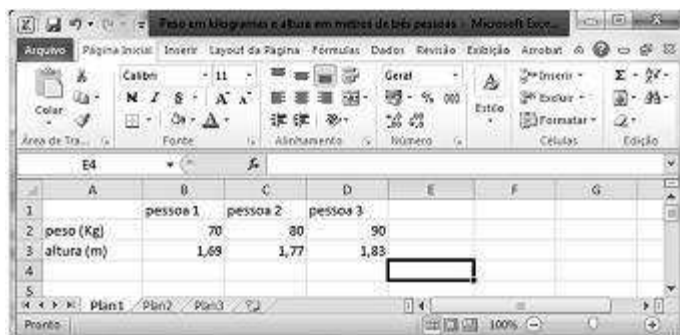 Peso em kilogramas e altura em metros de três pessoas - Microsoft Exce...
Arquivo Página Inicial Inserir Layout da Página Fórmulas Dados Revisão Exibição Acrobat
Colar Calibri 11 Geral Estilo Inserir Σ
N I S A A % 000 Excluir
A Formatar
Área de Tra... Fonte Alinhamento Número Células Edição
E4 fx
A B C D E F G
1 pessoa 1 pessoa 2 pessoa 3
2 peso (Kg) 70 80 90
3 altura (m) 1,69 1,77 1,83
4
5
Plan1 Plan2 Plan3
Pronto 100%